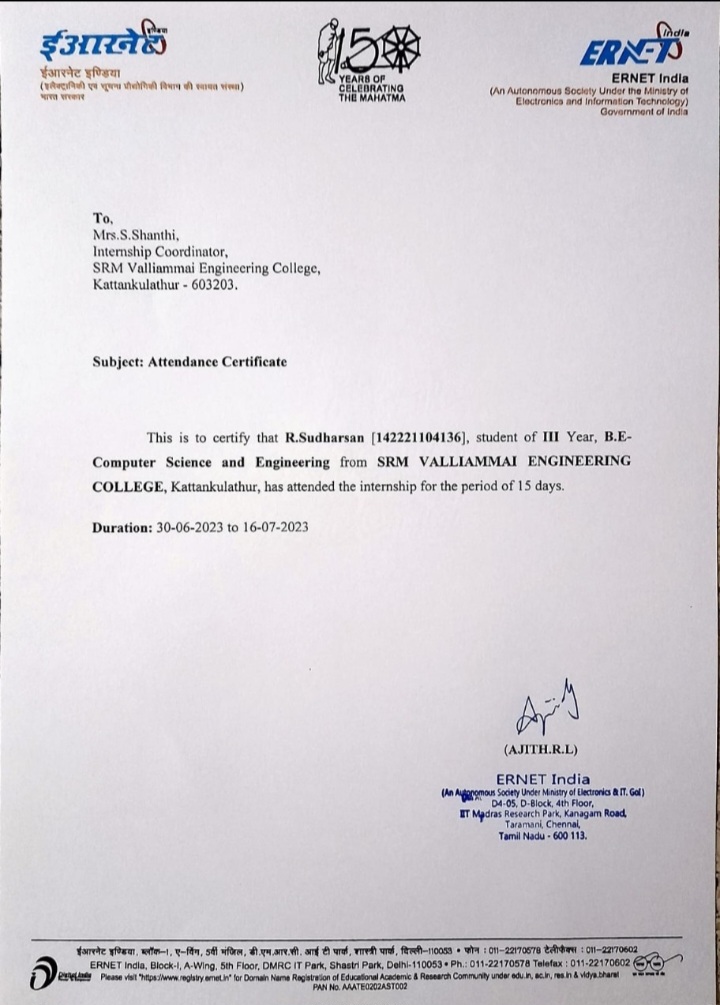 ईआरनेट
इण्डिया
ईआरनेट इण्डिया
(इलैक्ट्रानिकी एवं सूचना प्रौद्योगिकी विभाग की स्वायत्त संस्था)
भारत सरकार
150
YEARS OF
CELEBRATING
THE MAHATMA
India
ERNET
ERNET India
(An Autonomous Society Under the Ministry of
Electronics and Information Technology)
Government of India
To,
Mrs.S.Shanthi,
Internship Coordinator,
SRM Valliammai Engineering College,
Kattankulathur - 603203.
Subject: Attendance Certificate
This is to certify that R.Sudharsan [142221104136], student of III Year, B.E-
Computer Science and Engineering from SRM VALLIAMMAI ENGINEERING
COLLEGE, Kattankulathur, has attended the internship for the period of 15 days.
Duration: 30-06-2023 to 16-07-2023
(AJITH.R.L)
ERNET India
(An Autonomous Society Under Ministry of Electronics & IT. GoI)
D4-05, D-Block, 4th Floor,
IIT Madras Research Park, Kanagam Road,
Taramani, Chennai,
Tamil Nadu - 600 113.
ईआरनेट इण्डिया, ब्लॉक-I, ए-विंग, 5वीं मंजिल, डी.एम.आर.सी. आई टी पार्क, शास्त्री पार्क, दिल्ली-110053 • फोन : 011-22170578 टेलीफैक्स : 011-22170602
ERNET India, Block-I, A-Wing, 5th Floor, DMRC IT Park, Shastri Park, Delhi-110053 • Ph.: 011-22170578 Telefax : 011-22170602
Digital India
Please visit "https://www.registry.ernet.in" for Domain Name Registration of Educational Academic & Research Community under edu.in, ac.in, res.in & vidya.bharat
PAN No. AAATE0202AST002